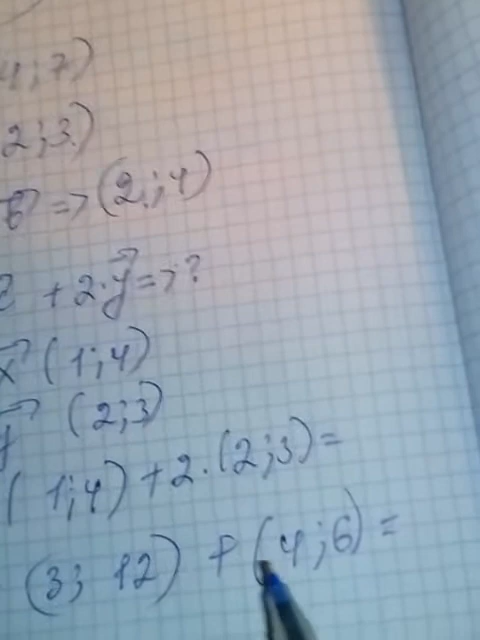 4;7)
2;3)
b⃗ => (2;4)
+2·y⃗ => ?
x⃗ (1;4)
y⃗ (2;3)
(1;4)+2·(2;3)=
(3; 12) + (4;6)=